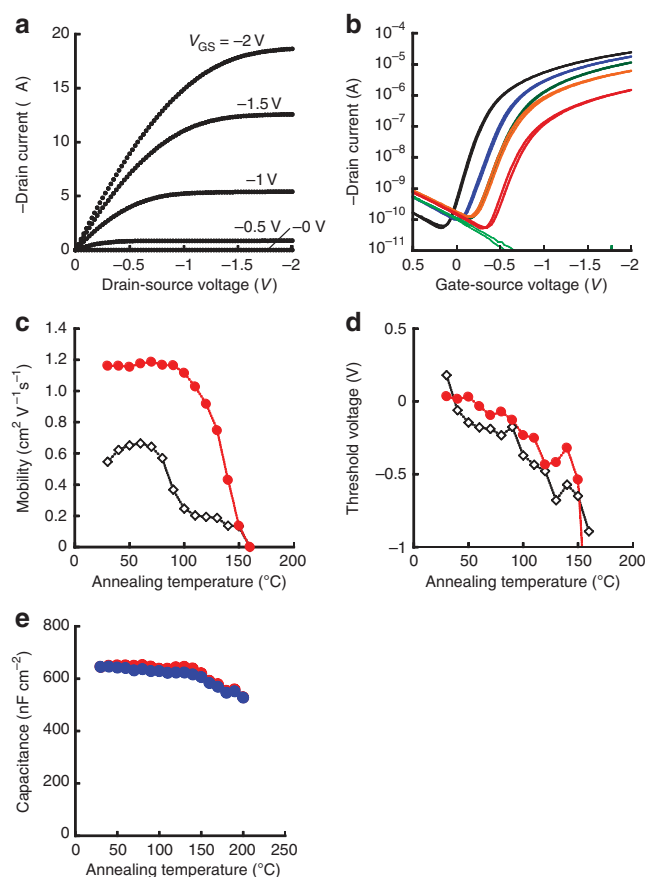 a
–Drain current ( A)
20
15
10
5
0
VGS = –2 V
–1.5 V
–1 V
–0.5 V
–0 V
0 –0.5 –1 –1.5 –2
Drain-source voltage (V)
b
–Drain current (A)
10⁻⁴
10⁻⁵
10⁻⁶
10⁻⁷
10⁻⁸
10⁻⁹
10⁻¹⁰
10⁻¹¹
0.5 0 –0.5 –1 –1.5 –2
Gate-source voltage (V)
c
Mobility (cm² V⁻¹s⁻¹)
1.4
1.2
1.0
0.8
0.6
0.4
0.2
0
0 50 100 150 200
Annealing temperature (°C)
d
Threshold voltage (V)
0.5
0
–0.5
–1
0 50 100 150 200
Annealing temperature (°C)
e
Capacitance (nF cm⁻²)
800
600
400
200
0
0 50 100 150 200 250
Annealing temperature (°C)